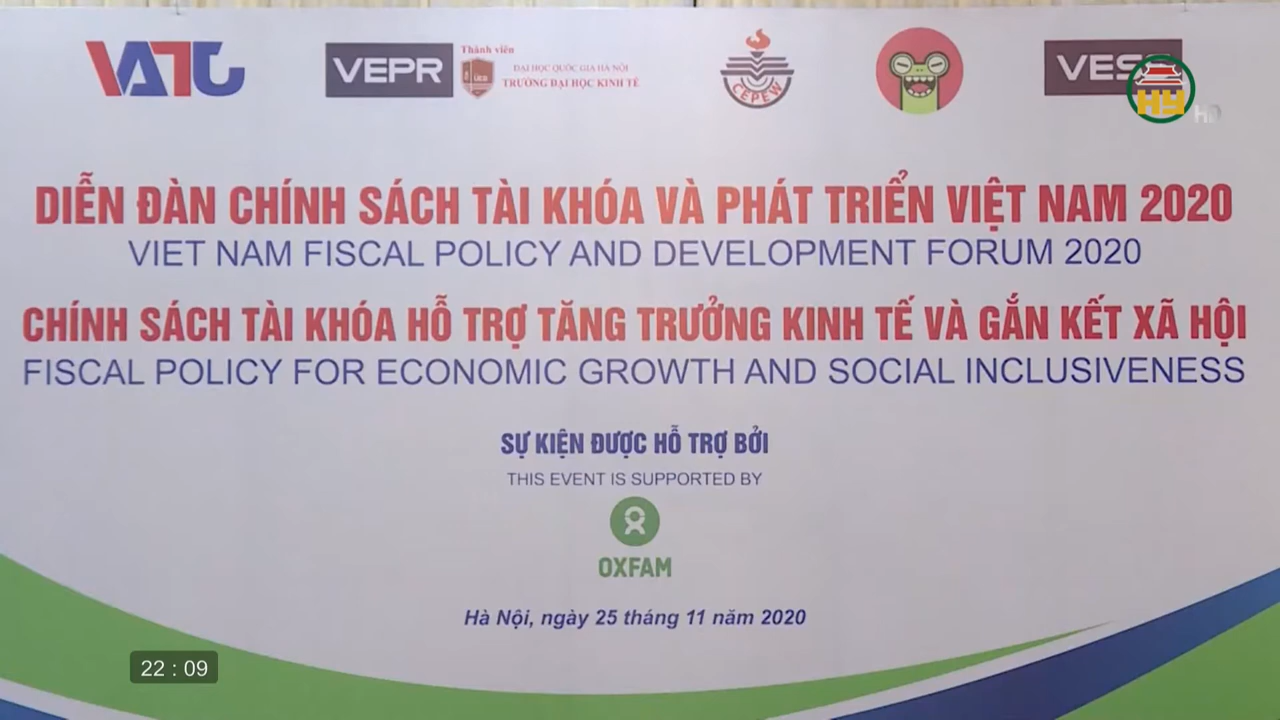 VATJ
VEPR
Thành viên
ĐẠI HỌC QUỐC GIA HÀ NỘI
TRƯỜNG ĐẠI HỌC KINH TẾ
UEB
CEPEW
VES
HY
HD
DIỄN ĐÀN CHÍNH SÁCH TÀI KHÓA VÀ PHÁT TRIỂN VIỆT NAM 2020
VIET NAM FISCAL POLICY AND DEVELOPMENT FORUM 2020
CHÍNH SÁCH TÀI KHÓA HỖ TRỢ TĂNG TRƯỞNG KINH TẾ VÀ GẮN KẾT XÃ HỘI
FISCAL POLICY FOR ECONOMIC GROWTH AND SOCIAL INCLUSIVENESS
SỰ KIỆN ĐƯỢC HỖ TRỢ BỞI
THIS EVENT IS SUPPORTED BY
OXFAM
Hà Nội, ngày 25 tháng 11 năm 2020
22 : 09